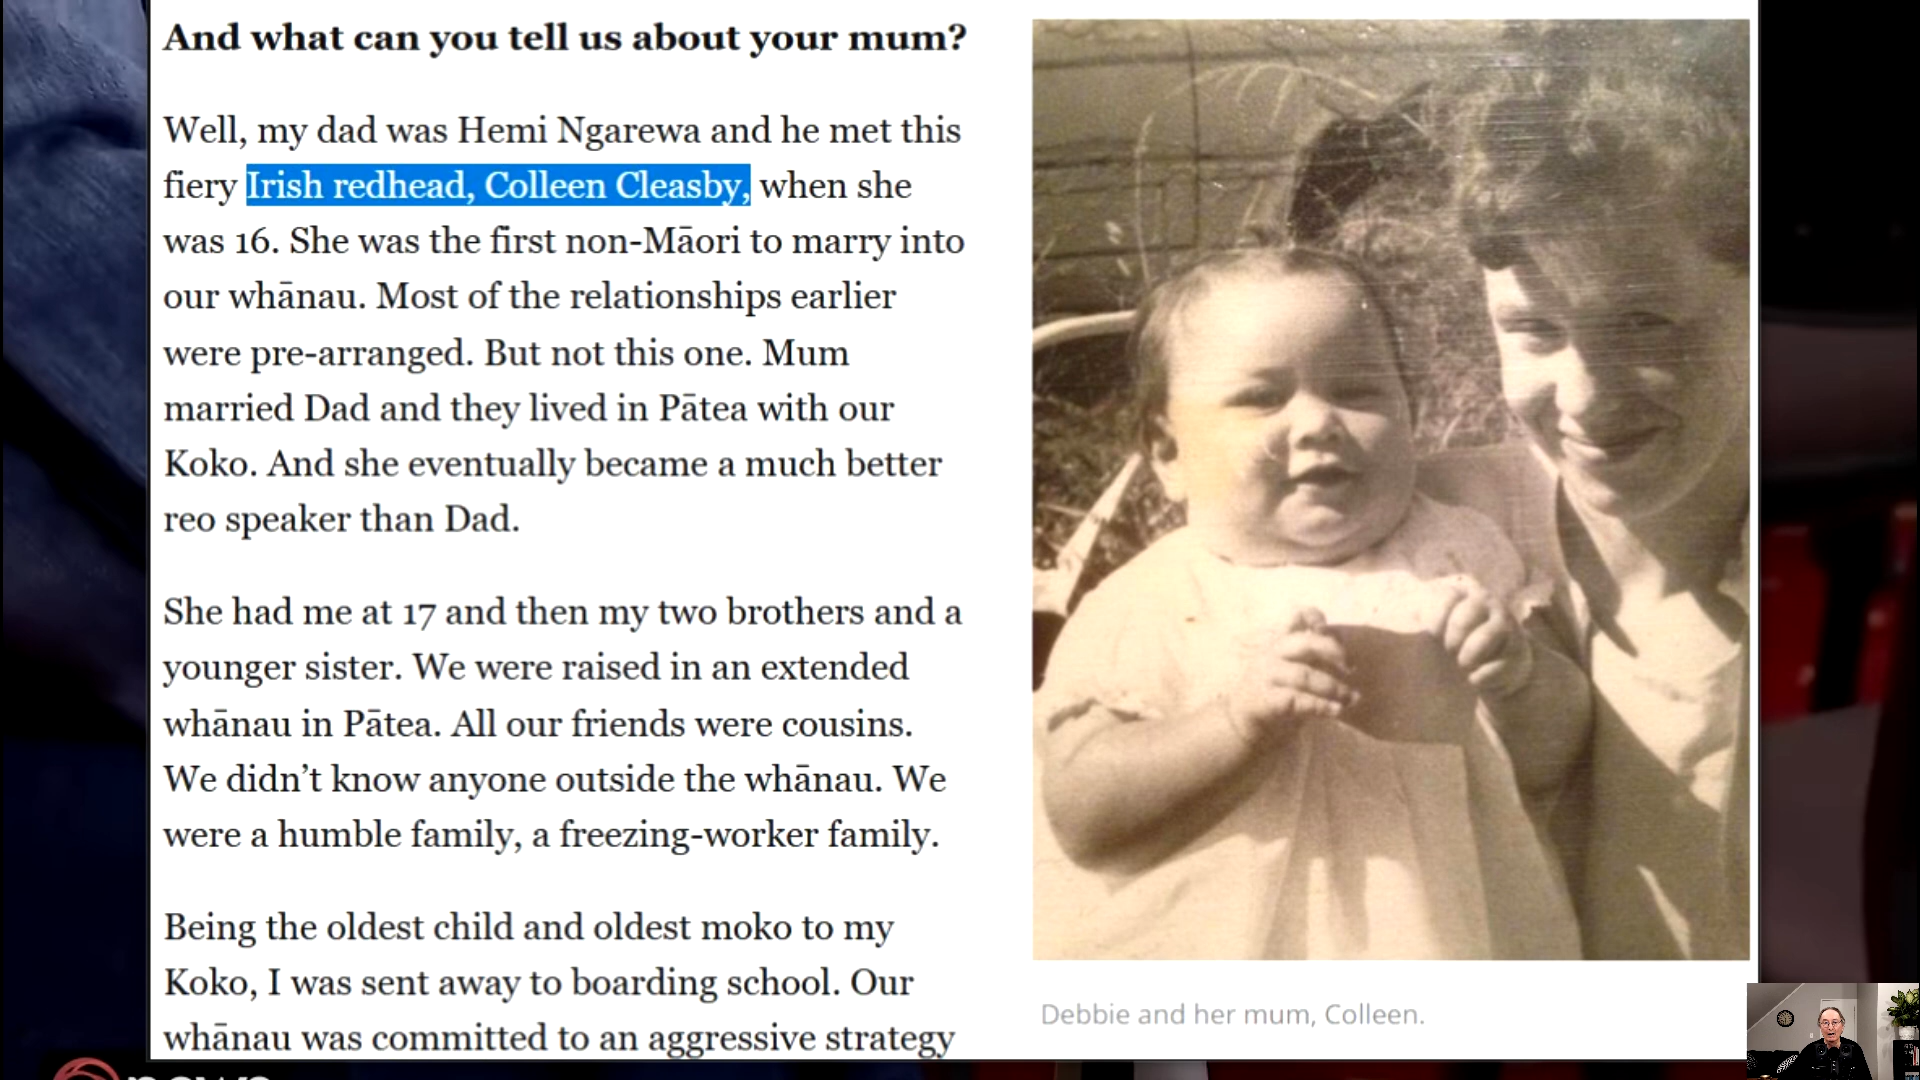 And what can you tell us about your mum?
Well, my dad was Hemi Ngarewa and he met this
fiery Irish redhead, Colleen Cleasby, when she
was 16. She was the first non-Māori to marry into
our whānau. Most of the relationships earlier
were pre-arranged. But not this one. Mum
married Dad and they lived in Pātea with our
Koko. And she eventually became a much better
reo speaker than Dad.
She had me at 17 and then my two brothers and a
younger sister. We were raised in an extended
whānau in Pātea. All our friends were cousins.
We didn’t know anyone outside the whānau. We
were a humble family, a freezing-worker family.
Being the oldest child and oldest moko to my
Koko, I was sent away to boarding school. Our
whānau was committed to an aggressive strategy
Debbie and her mum, Colleen.